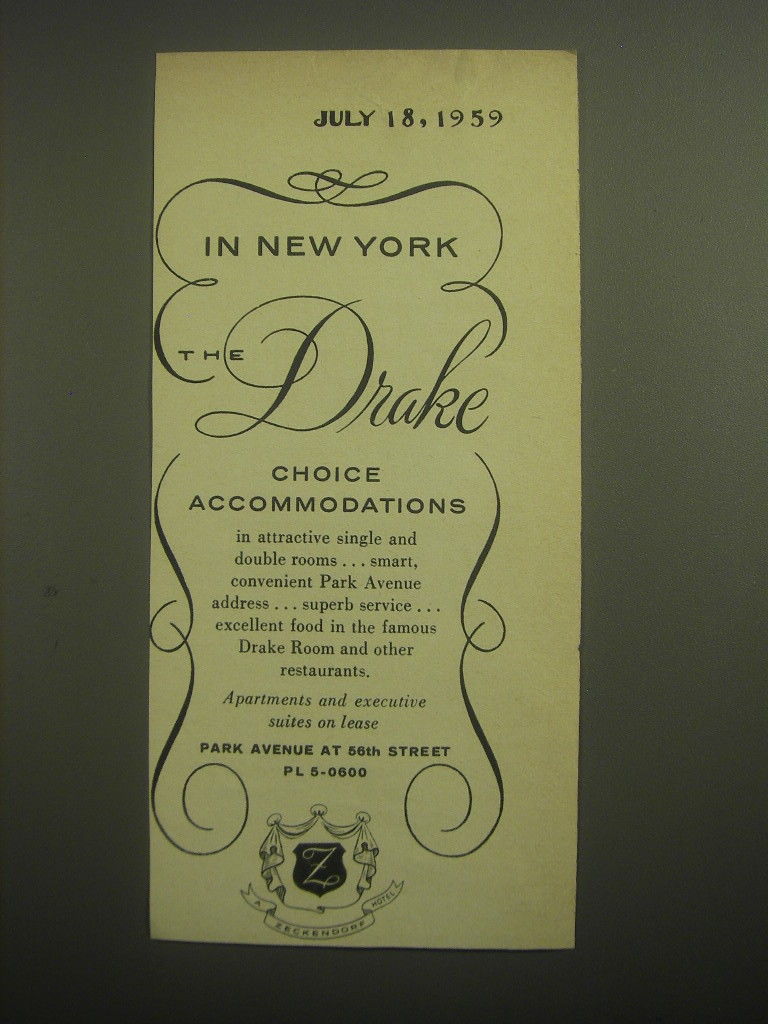 JULY 18, 1959
IN NEW YORK
THE Drake
CHOICE
ACCOMMODATIONS
in attractive single and
double rooms . . . smart,
convenient Park Avenue
address . . . superb service . . .
excellent food in the famous
Drake Room and other
restaurants.
Apartments and executive
suites on lease
PARK AVENUE AT 56th STREET
PL 5-0600
Z
A ZECKENDORF HOTEL